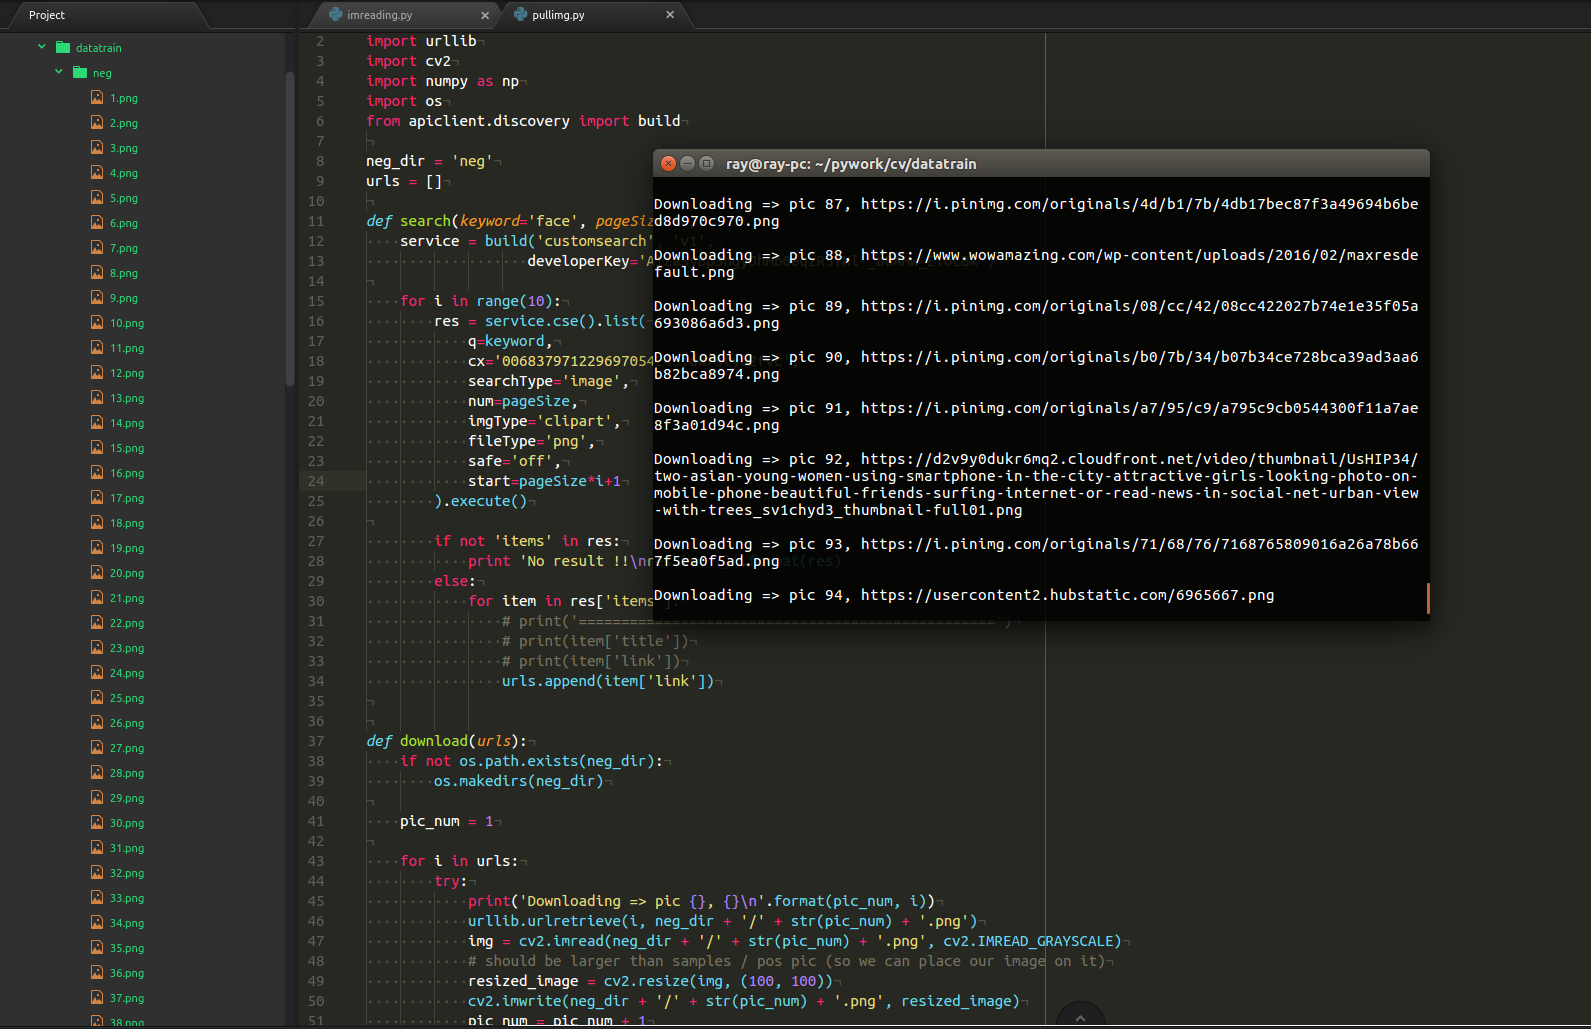 Project
imreading.py
pullimg.py
datatrain
neg
1.png
2.png
3.png
4.png
5.png
6.png
7.png
8.png
9.png
10.png
11.png
12.png
13.png
14.png
15.png
16.png
17.png
18.png
19.png
20.png
21.png
22.png
23.png
24.png
25.png
26.png
27.png
28.png
29.png
30.png
31.png
32.png
33.png
34.png
35.png
36.png
37.png
38.png
2 import urllib
3 import cv2
4 import numpy as np
5 import os
6 from apiclient.discovery import build
7
8 neg_dir = 'neg'
9 urls = []
10
11 def search(keyword='face', pageSiz
12 service = build('customsearch', 'v1',
13 developerKey='A
14
15 for i in range(10):
16 res = service.cse().list(
17 q=keyword,
18 cx='006837971229697054
19 searchType='image',
20 num=pageSize,
21 imgType='clipart',
22 fileType='png',
23 safe='off',
24 start=pageSize*i+1
25 ).execute()
26
27 if not 'items' in res:
28 print 'No result !!\n mat(res)
29 else:
30 for item in res['items']:
31 # print('=================================================')
32 # print(item['title'])
33 # print(item['link'])
34 urls.append(item['link'])
35
36
37 def download(urls):
38 if not os.path.exists(neg_dir):
39 os.makedirs(neg_dir)
40
41 pic_num = 1
42
43 for i in urls:
44 try:
45 print('Downloading => pic {}, {}\n'.format(pic_num, i))
46 urllib.urlretrieve(i, neg_dir + '/' + str(pic_num) + '.png')
47 img = cv2.imread(neg_dir + '/' + str(pic_num) + '.png', cv2.IMREAD_GRAYSCALE)
48 # should be larger than samples / pos pic (so we can place our image on it)
49 resized_image = cv2.resize(img, (100, 100))
50 cv2.imwrite(neg_dir + '/' + str(pic_num) + '.png', resized_image)
51 pic_num = pic_num + 1
ray@ray-pc: ~/pywork/cv/datatrain
Downloading => pic 87, https://i.pinimg.com/originals/4d/b1/7b/4db17bec87f3a49694b6be
d8d970c970.png
Downloading => pic 88, https://www.wowamazing.com/wp-content/uploads/2016/02/maxresde
fault.png
Downloading => pic 89, https://i.pinimg.com/originals/08/cc/42/08cc422027b74e1e35f05a
693086a6d3.png
Downloading => pic 90, https://i.pinimg.com/originals/b0/7b/34/b07b34ce728bca39ad3aa6
b82bca8974.png
Downloading => pic 91, https://i.pinimg.com/originals/a7/95/c9/a795c9cb0544300f11a7ae
8f3a01d94c.png
Downloading => pic 92, https://d2v9y0dukr6mq2.cloudfront.net/video/thumbnail/UsHIP34/
two-asian-young-women-using-smartphone-in-the-city-attractive-girls-looking-photo-on-
mobile-phone-beautiful-friends-surfing-internet-or-read-news-in-social-net-urban-view
-with-trees_sv1chyd3_thumbnail-full01.png
Downloading => pic 93, https://i.pinimg.com/originals/71/68/76/7168765809016a26a78b66
7f5ea0f5ad.png
Downloading => pic 94, https://usercontent2.hubstatic.com/6965667.png